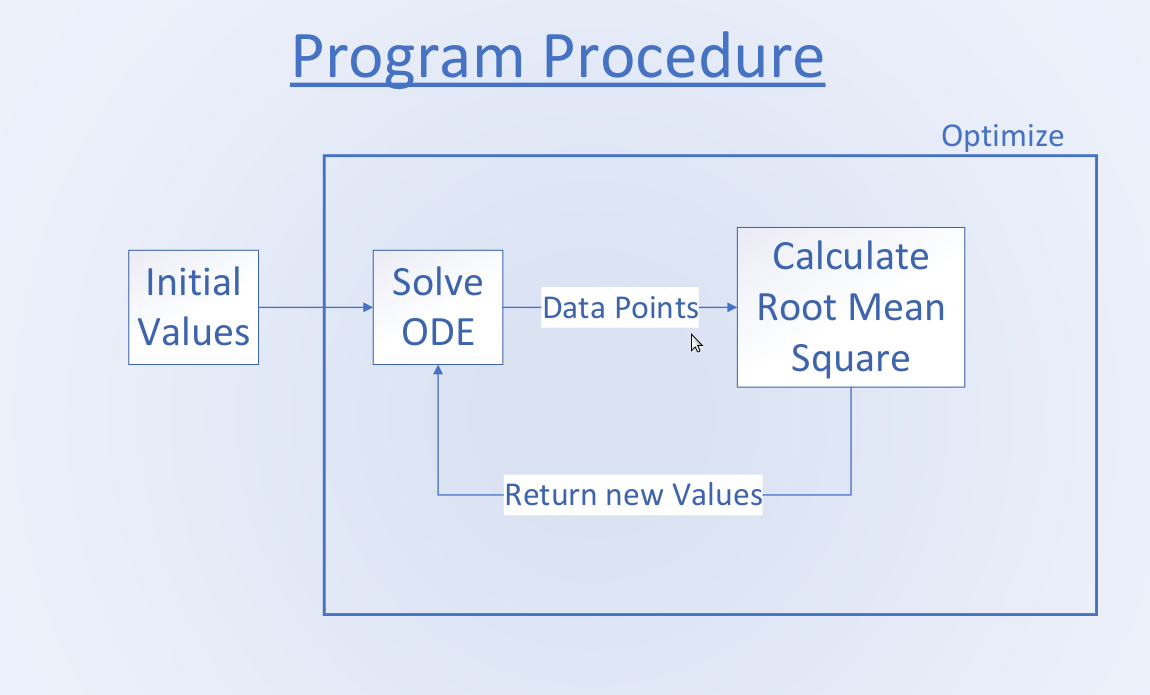 Program Procedure
Optimize
Initial
Values
Solve
ODE
Data Points
Calculate
Root Mean
Square
Return new Values